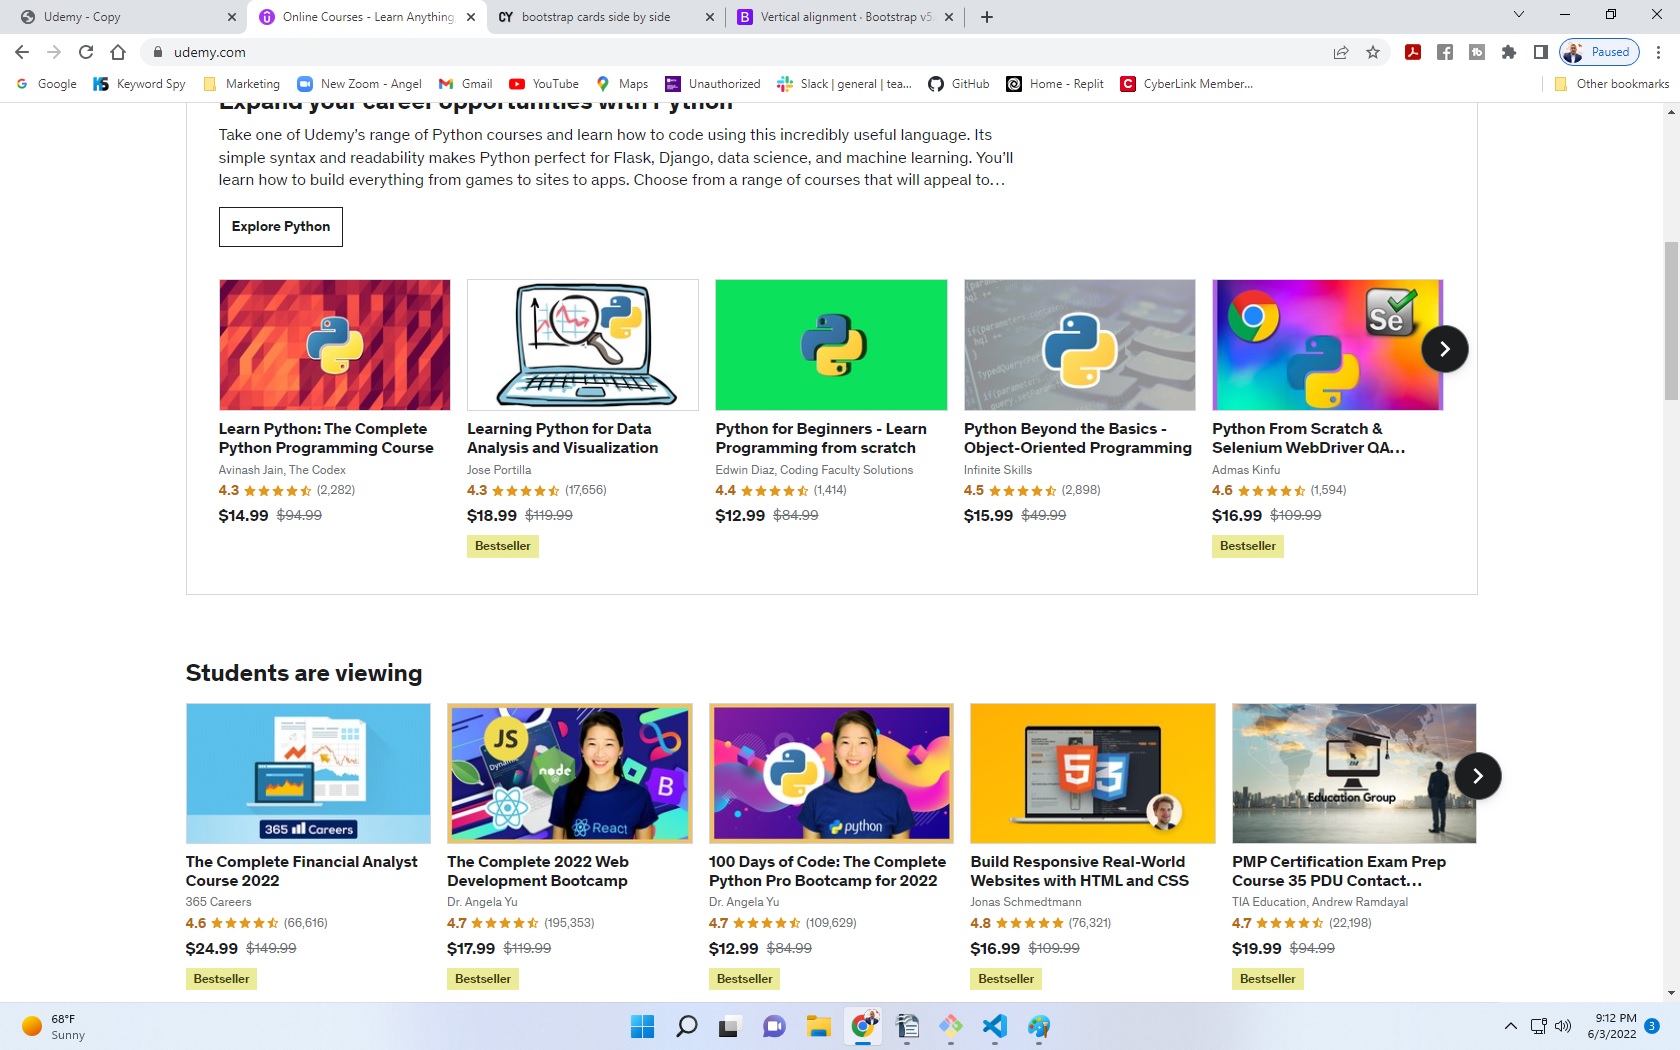 Udemy - Copy
Online Courses - Learn Anything,
CY bootstrap cards side by side
B Vertical alignment · Bootstrap v5.
udemy.com
Paused
Google
Keyword Spy
Marketing
New Zoom - Angel
Gmail
YouTube
Maps
Unauthorized
Slack | general | tea...
GitHub
Home - Replit
CyberLink Member...
Other bookmarks
Expand your career opportunities with Python
Take one of Udemy’s range of Python courses and learn how to code using this incredibly useful language. Its
simple syntax and readability makes Python perfect for Flask, Django, data science, and machine learning. You’ll
learn how to build everything from games to sites to apps. Choose from a range of courses that will appeal to…
Explore Python
Se
Learn Python: The Complete
Python Programming Course
Avinash Jain, The Codex
4.3 (2,282)
$14.99 $94.99
Learning Python for Data
Analysis and Visualization
Jose Portilla
4.3 (17,656)
$18.99 $119.99
Bestseller
Python for Beginners - Learn
Programming from scratch
Edwin Diaz, Coding Faculty Solutions
4.4 (1,414)
$12.99 $84.99
Python Beyond the Basics -
Object-Oriented Programming
Infinite Skills
4.5 (2,898)
$15.99 $49.99
Python From Scratch &
Selenium WebDriver QA…
Admas Kinfu
4.6 (1,594)
$16.99 $109.99
Bestseller
Students are viewing
365 Careers
The Complete Financial Analyst
Course 2022
365 Careers
4.6 (66,616)
$24.99 $149.99
Bestseller
JS
node
B
React
The Complete 2022 Web
Development Bootcamp
Dr. Angela Yu
4.7 (195,353)
$17.99 $119.99
Bestseller
python
100 Days of Code: The Complete
Python Pro Bootcamp for 2022
Dr. Angela Yu
4.7 (109,629)
$12.99 $84.99
Bestseller
5 3
Build Responsive Real-World
Websites with HTML and CSS
Jonas Schmedtmann
4.8 (76,321)
$16.99 $109.99
Bestseller
Education Group
PMP Certification Exam Prep
Course 35 PDU Contact…
TIA Education, Andrew Ramdayal
4.7 (22,198)
$19.99 $94.99
Bestseller
68°F
Sunny
9:12 PM
6/3/2022
3